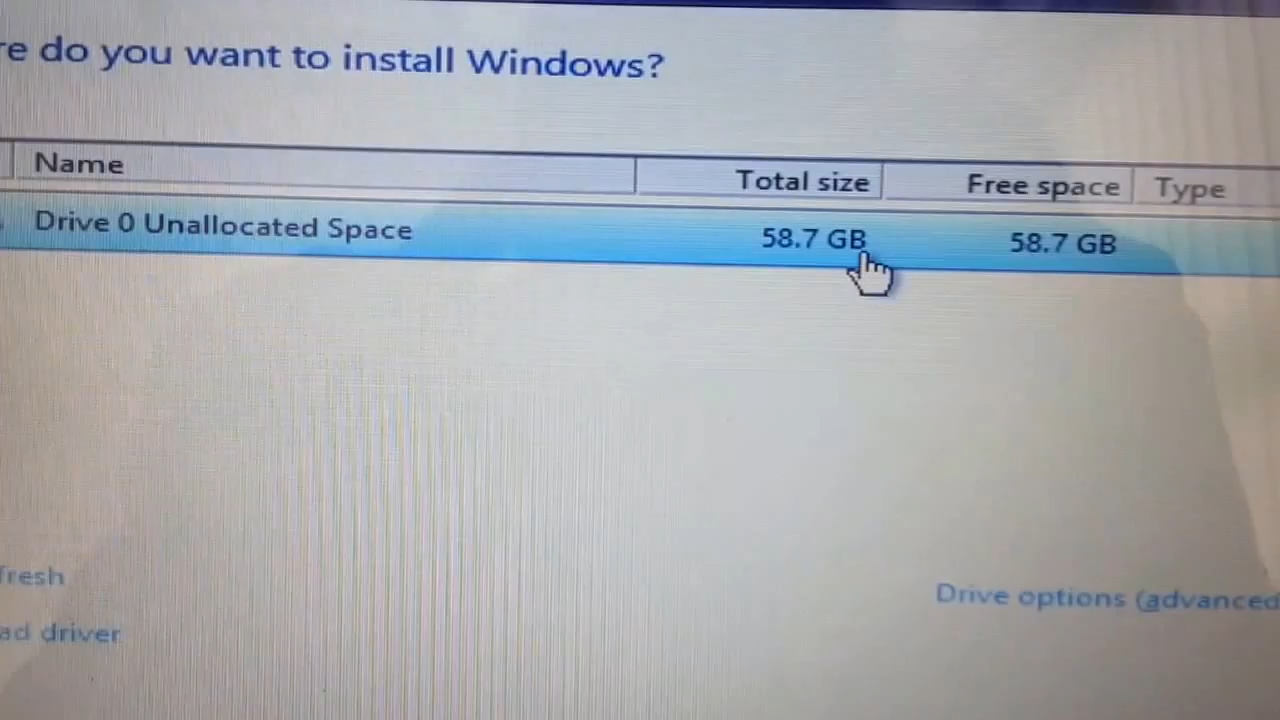 re do you want to install Windows?
Name Total size Free space Type
Drive 0 Unallocated Space 58.7 GB 58.7 GB
fresh
Drive options (advanced
ad driver